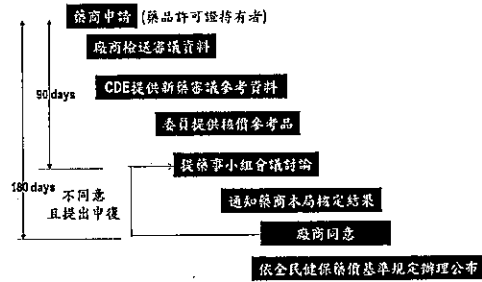 藥商申請 (藥品許可證持有者)
廠商檢送審議資料
CDE提供新藥審議參考資料
90 days
委員提供核價參考品
提藥事小組會議討論
180 days
不同意
且提出申復
通知藥商本局核定結果
廠商同意
依全民健保藥價基準規定辦理公布